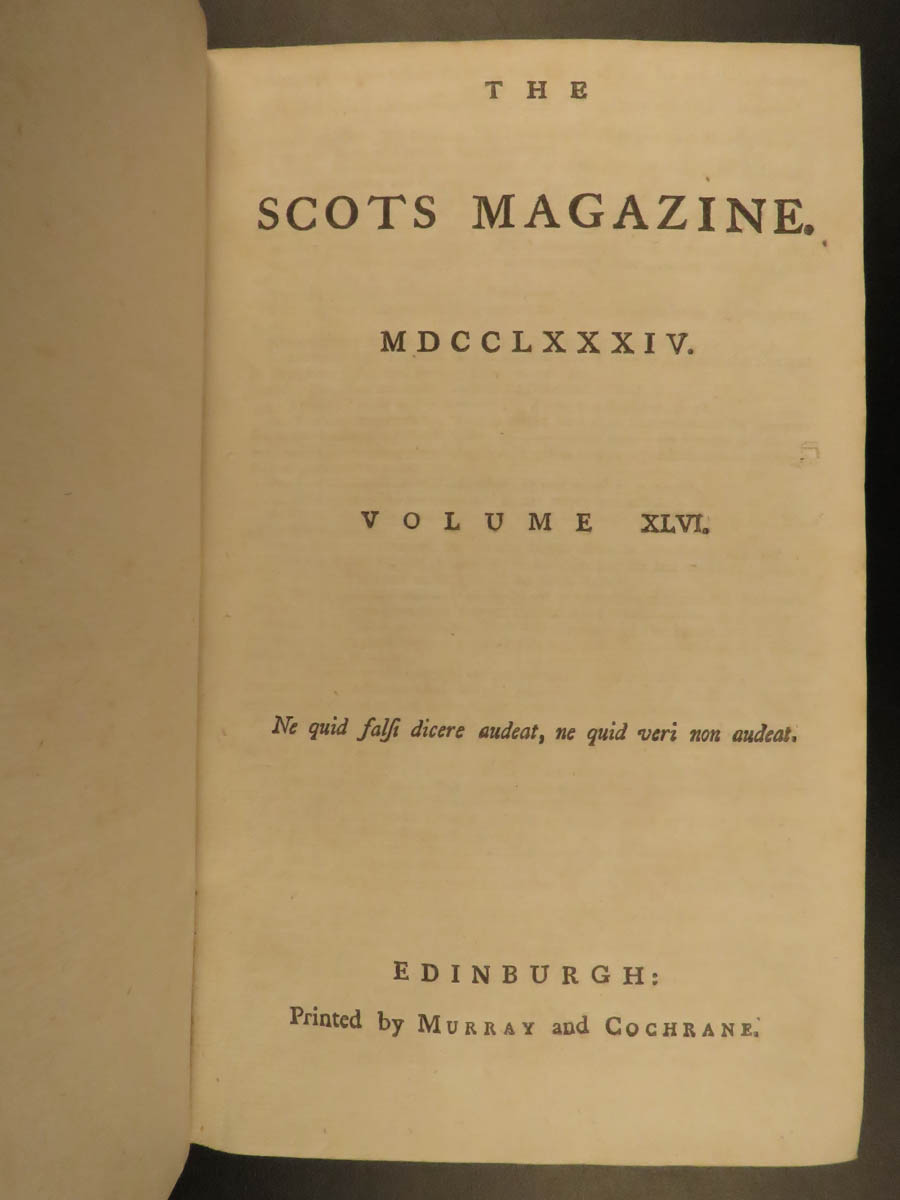 THE
SCOTS MAGAZINE.
MDCCLXXXIV.
VOLUME XLVI.
Ne quid falſi dicere audeat, ne quid veri non audeat.
EDINBURGH:
Printed by MURRAY and COCHRANE.